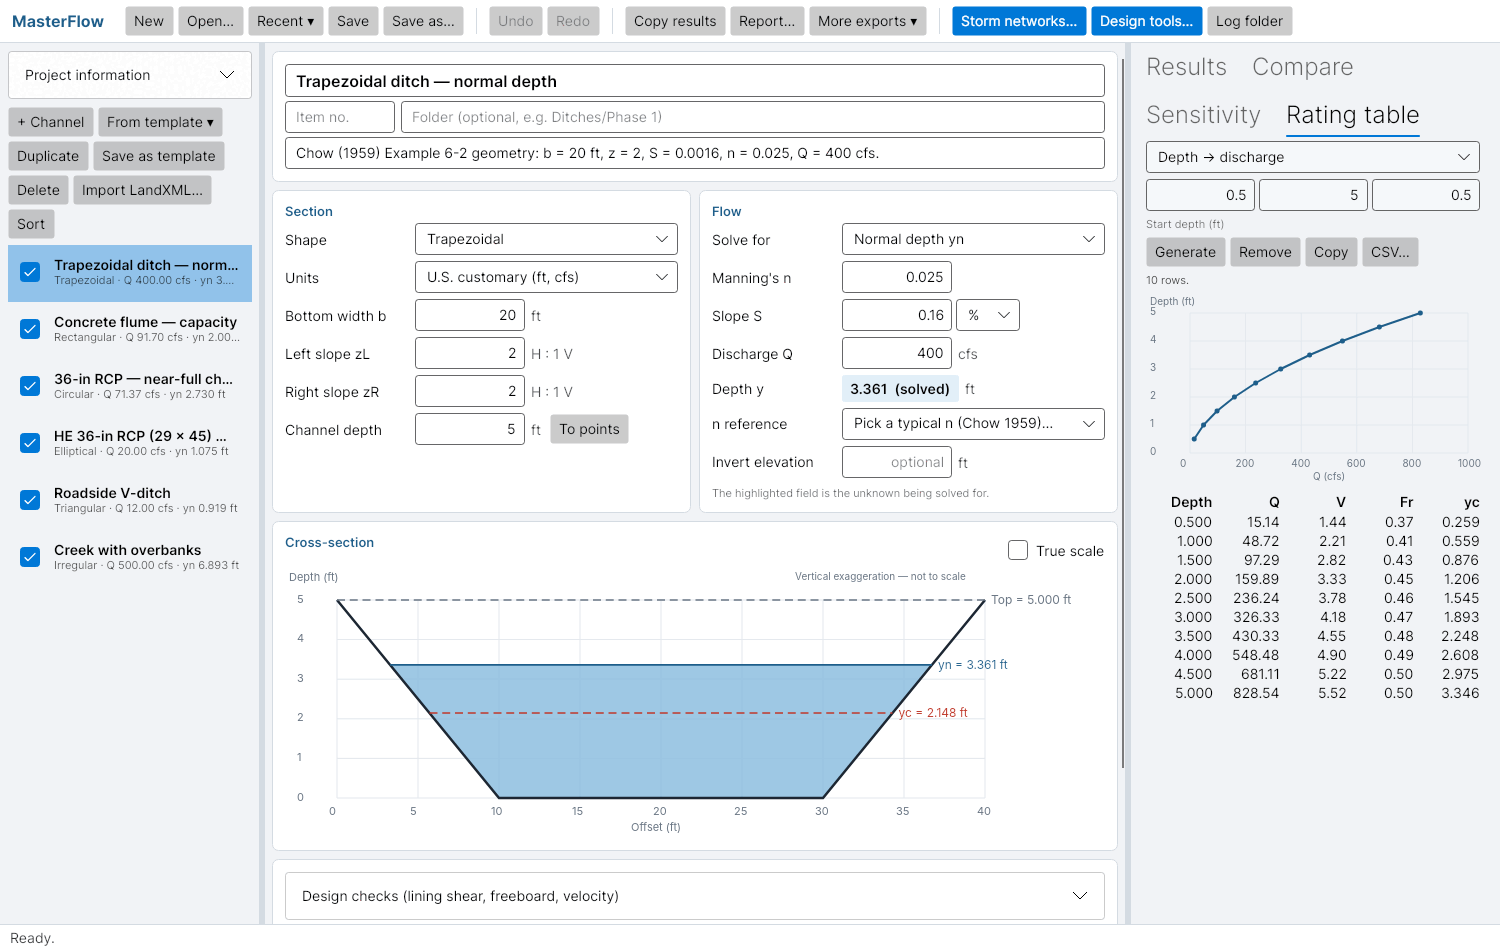 MasterFlow New Open... Recent ▾ Save Save as... Undo Redo Copy results Report... More exports ▾ Storm networks... Design tools... Log folder
Project information
+ Channel From template ▾
Duplicate Save as template
Delete Import LandXML...
Sort
Trapezoidal ditch — norm...
Trapezoidal · Q 400.00 cfs · yn 3....
Concrete flume — capacity
Rectangular · Q 91.70 cfs · yn 2.00...
36-in RCP — near-full ch...
Circular · Q 71.37 cfs · yn 2.730 ft
HE 36-in RCP (29 × 45) ...
Elliptical · Q 20.00 cfs · yn 1.075 ft
Roadside V-ditch
Triangular · Q 12.00 cfs · yn 0.919 ft
Creek with overbanks
Irregular · Q 500.00 cfs · yn 6.893 ft
Trapezoidal ditch — normal depth
Item no. Folder (optional, e.g. Ditches/Phase 1)
Chow (1959) Example 6-2 geometry: b = 20 ft, z = 2, S = 0.0016, n = 0.025, Q = 400 cfs.
Section
Shape Trapezoidal
Units U.S. customary (ft, cfs)
Bottom width b 20 ft
Left slope zL 2 H : 1 V
Right slope zR 2 H : 1 V
Channel depth 5 ft To points
Flow
Solve for Normal depth yn
Manning's n 0.025
Slope S 0.16 %
Discharge Q 400 cfs
Depth y 3.361 (solved) ft
n reference Pick a typical n (Chow 1959)...
Invert elevation optional ft
The highlighted field is the unknown being solved for.
Cross-section
True scale
Depth (ft) Vertical exaggeration — not to scale
5 Top = 5.000 ft
4
yn = 3.361 ft
3
yc = 2.148 ft
2
1
0
0 5 10 15 20 25 30 35 40
Offset (ft)
Design checks (lining shear, freeboard, velocity)
Results Compare
Sensitivity Rating table
Depth → discharge
0.5 5 0.5
Start depth (ft)
Generate Remove Copy CSV...
10 rows.
Depth (ft)
5
4
3
2
1
0
0 200 400 600 800 1000
Q (cfs)
Depth Q V Fr yc
0.500 15.14 1.44 0.37 0.259
1.000 48.72 2.21 0.41 0.559
1.500 97.29 2.82 0.43 0.876
2.000 159.89 3.33 0.45 1.206
2.500 236.24 3.78 0.46 1.545
3.000 326.33 4.18 0.47 1.893
3.500 430.33 4.55 0.48 2.248
4.000 548.48 4.90 0.49 2.608
4.500 681.11 5.22 0.50 2.975
5.000 828.54 5.52 0.50 3.346
Ready.